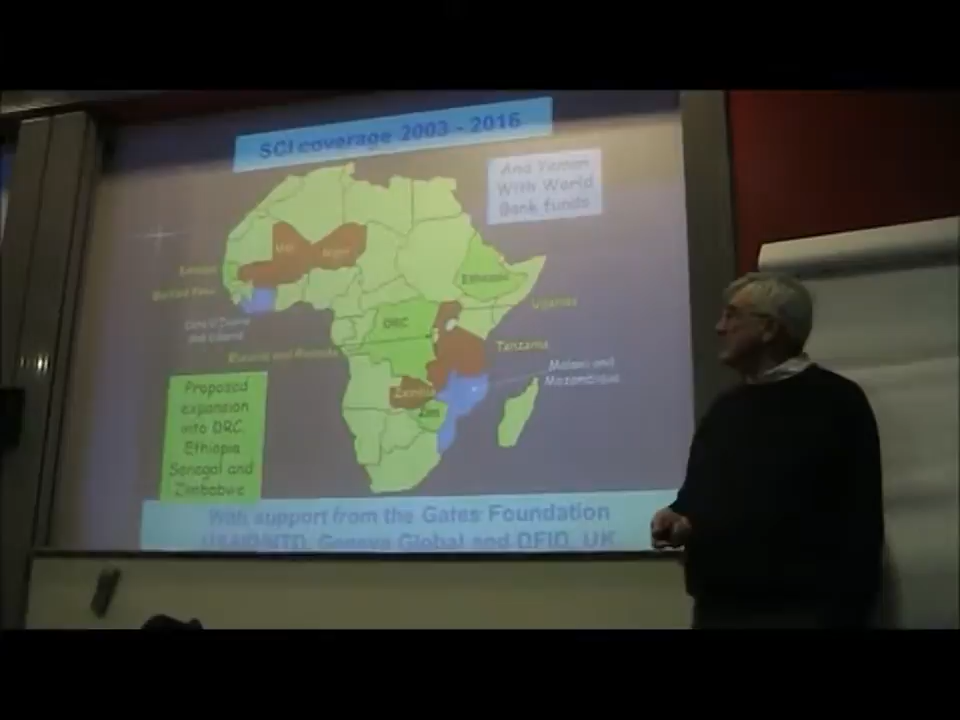 SCI coverage 2003 - 2016
And Yemen
With World
Bank funds
Mali
Niger
Senegal
Ethiopia
Burkina Faso
Uganda
Cote D'Ivoire
and Liberia
DRC
Tanzania
Burundi and Rwanda
Malawi and
Mozambique
Zambia
Zim
Proposed
expansion
into DRC,
Ethiopia
Senegal and
Zimbabwe
With support from the Gates Foundation
USAID/NTD, Geneva Global and DFID, UK